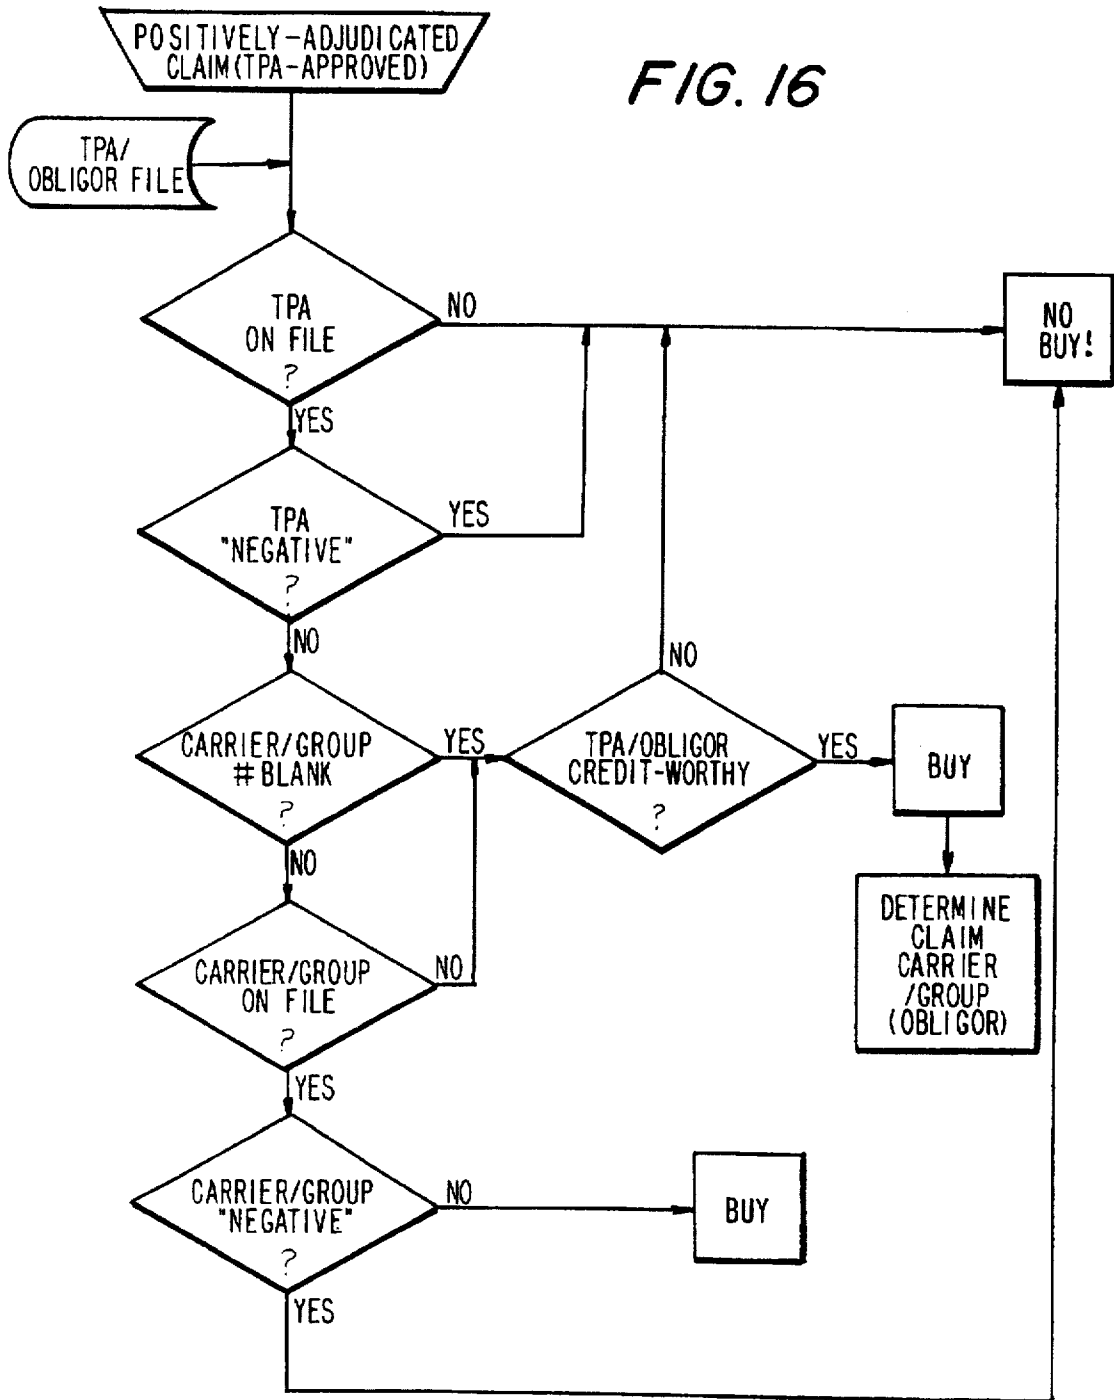 POSITIVELY-ADJUDICATED
CLAIM(TPA-APPROVED)
FIG. 16
TPA/
OBLIGOR FILE
TPA
ON FILE
?
NO
NO
BUY!
YES
TPA
"NEGATIVE"
?
YES
NO
NO
CARRIER/GROUP
#BLANK
?
YES
TPA/OBLIGOR
CREDIT-WORTHY
?
YES
BUY
NO
DETERMINE
CLAIM
CARRIER
/GROUP
(OBLIGOR)
CARRIER/GROUP
ON FILE
?
NO
YES
CARRIER/GROUP
"NEGATIVE"
?
NO
BUY
YES